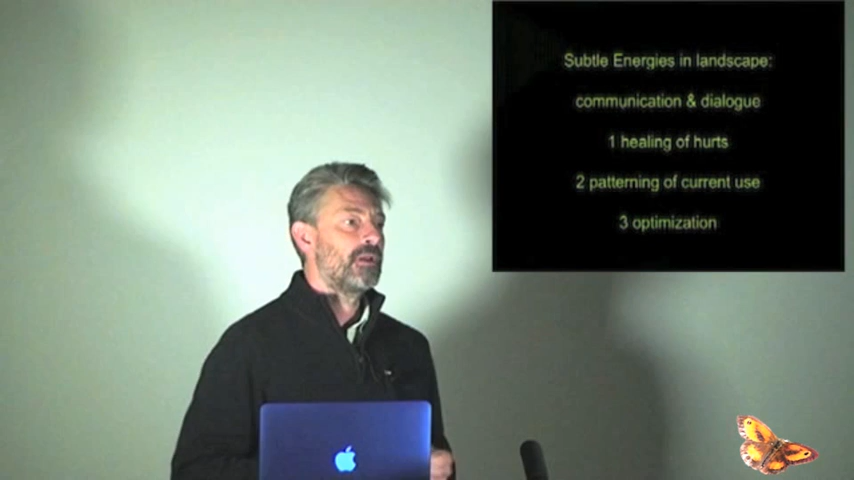 Subtle Energies in landscape:
communication & dialogue
1 healing of hurts
2 patterning of current use
3 optimization